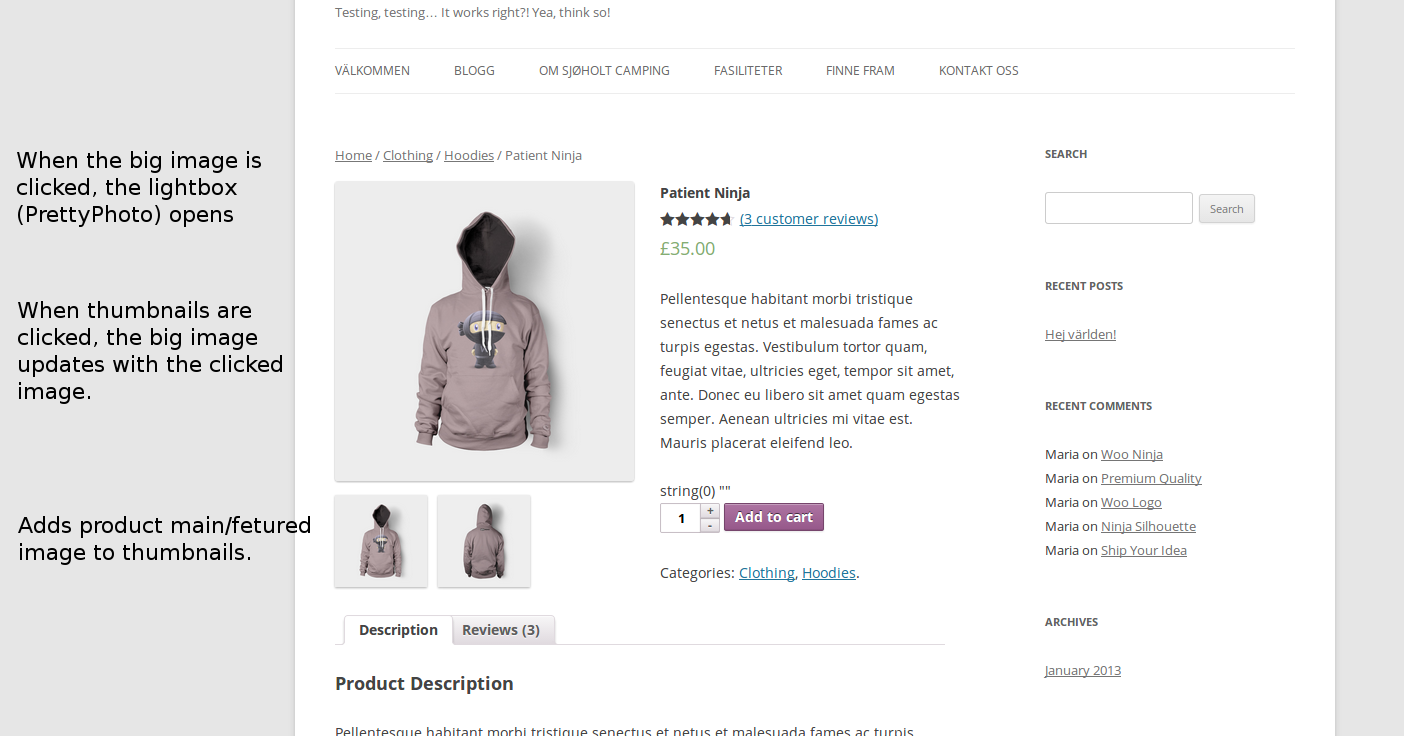 Testing, testing… It works right?! Yea, think so!
VÄLKOMMEN BLOGG OM SJØHOLT CAMPING FASILITETER FINNE FRAM KONTAKT OSS
When the big image is
clicked, the lightbox
(PrettyPhoto) opens
When thumbnails are
clicked, the big image
updates with the clicked
image.
Adds product main/fetured
image to thumbnails.
Home / Clothing / Hoodies / Patient Ninja
Patient Ninja
(3 customer reviews)
£35.00
Pellentesque habitant morbi tristique
senectus et netus et malesuada fames ac
turpis egestas. Vestibulum tortor quam,
feugiat vitae, ultricies eget, tempor sit amet,
ante. Donec eu libero sit amet quam egestas
semper. Aenean ultricies mi vitae est.
Mauris placerat eleifend leo.
string(0) ""
1 + - Add to cart
Categories: Clothing, Hoodies.
Description Reviews (3)
Product Description
Pellentesque habitant morbi tristique senectus et netus et malesuada fames ac turpis
SEARCH
Search
RECENT POSTS
Hej världen!
RECENT COMMENTS
Maria on Woo Ninja
Maria on Premium Quality
Maria on Woo Logo
Maria on Ninja Silhouette
Maria on Ship Your Idea
ARCHIVES
January 2013